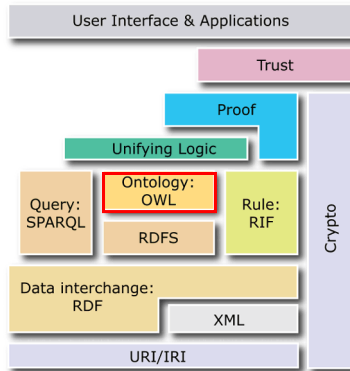 User Interface & Applications
Trust
Proof
Unifying Logic
Ontology:
OWL
Query:
SPARQL
Rule:
RIF
RDFS
Crypto
Data interchange:
RDF
XML
URI/IRI